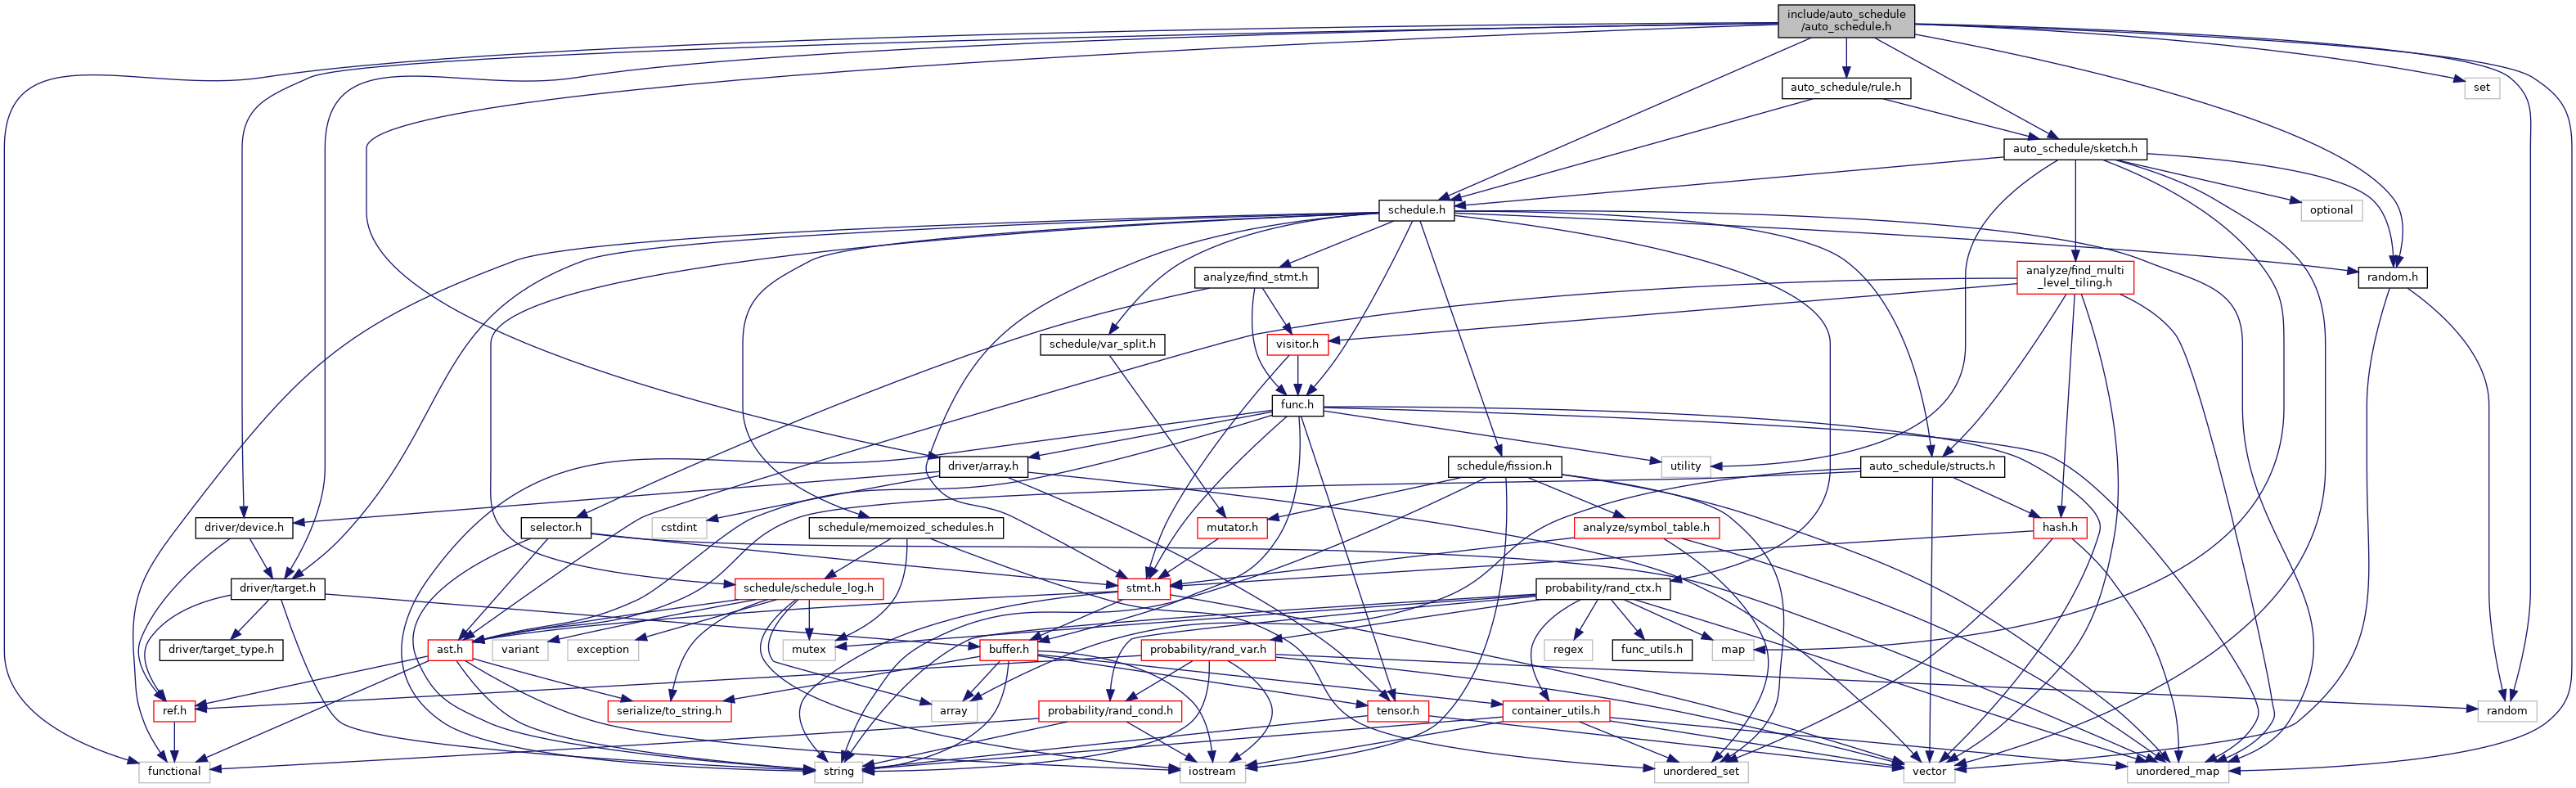 include/auto_schedule
/auto_schedule.h
auto_schedule/rule.h
set
auto_schedule/sketch.h
schedule.h
optional
analyze/find_stmt.h
analyze/find_multi
_level_tiling.h
random.h
schedule/var_split.h
visitor.h
func.h
driver/array.h
schedule/fission.h
utility
auto_schedule/structs.h
driver/device.h
selector.h
cstdint
schedule/memoized_schedules.h
mutator.h
analyze/symbol_table.h
hash.h
driver/target.h
schedule/schedule_log.h
stmt.h
probability/rand_ctx.h
driver/target_type.h
ast.h
variant
exception
mutex
buffer.h
probability/rand_var.h
regex
func_utils.h
map
ref.h
serialize/to_string.h
array
probability/rand_cond.h
tensor.h
container_utils.h
random
functional
string
iostream
unordered_set
vector
unordered_map